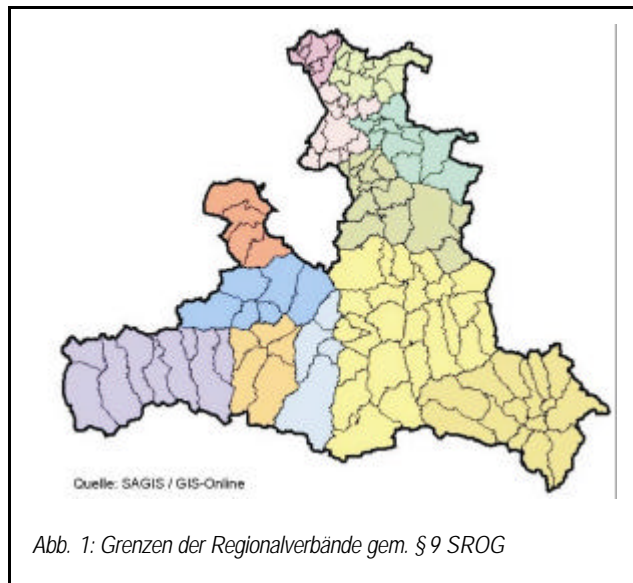 Quelle: SAGIS / GIS-Online
Abb. 1: Grenzen der Regionalverbände gem. § 9 SROG